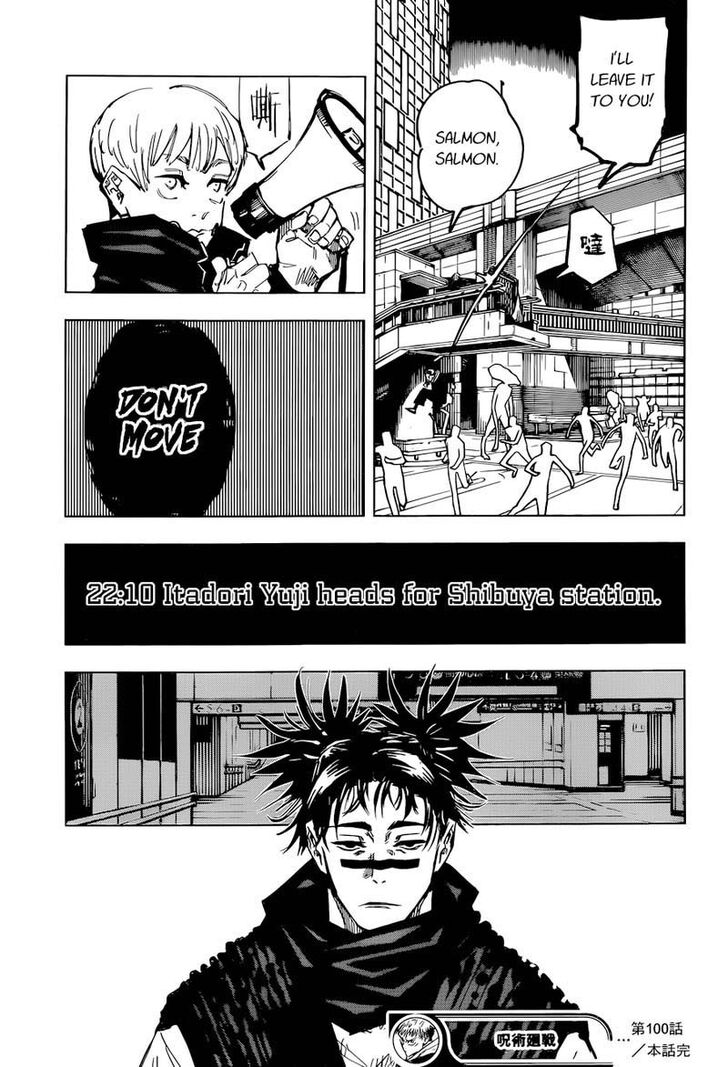 I'LL
LEAVE IT
TO YOU!
SALMON,
SALMON.
噠
嘶
DON'T
MOVE
22:10 Itadori Yuji heads for Shibuya station.
呪術廻戦
…
第100話
／本話完